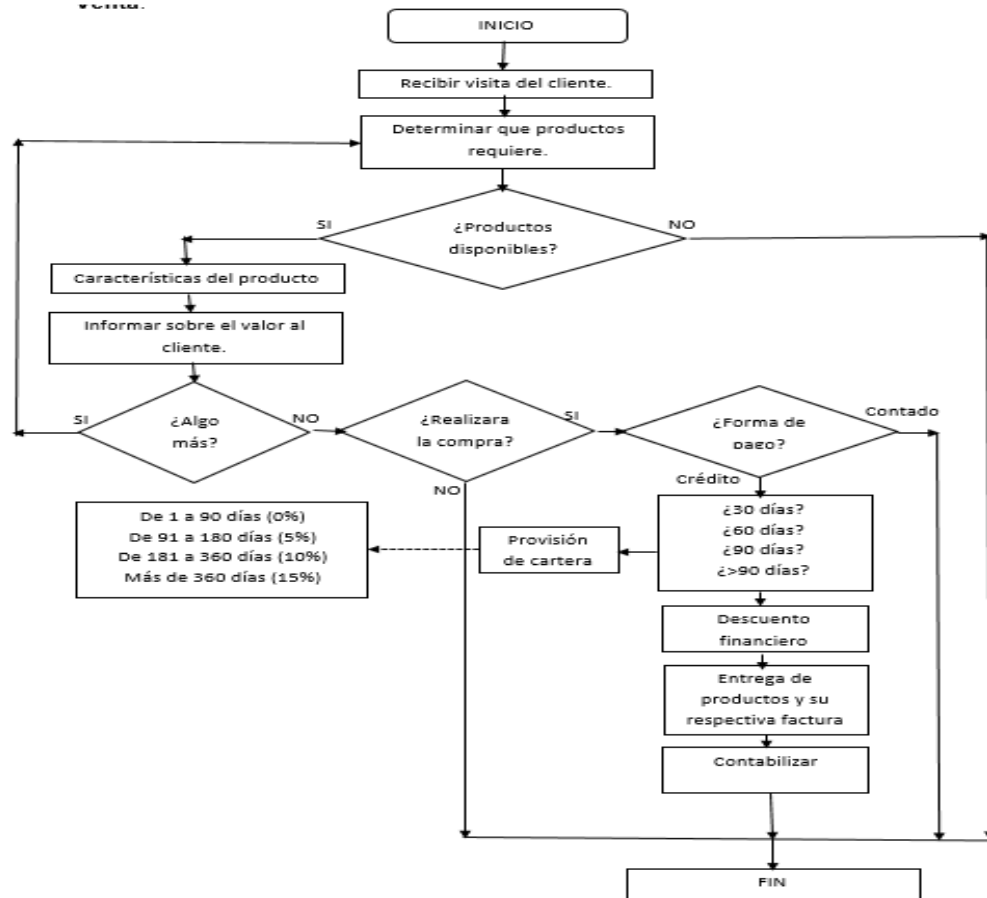 Venta.
INICIO
Recibir visita del cliente.
Determinar que productos
requiere.
SI
¿Productos
disponibles?
NO
Características del producto
Informar sobre el valor al
cliente.
SI
¿Algo
más?
NO
¿Realizara
la compra?
SI
NO
¿Forma de
pago?
Contado
Crédito
De 1 a 90 días (0%)
De 91 a 180 días (5%)
De 181 a 360 días (10%)
Más de 360 días (15%)
Provisión
de cartera
¿30 días?
¿60 días?
¿90 días?
¿>90 días?
Descuento
financiero
Entrega de
productos y su
respectiva factura
Contabilizar
FIN